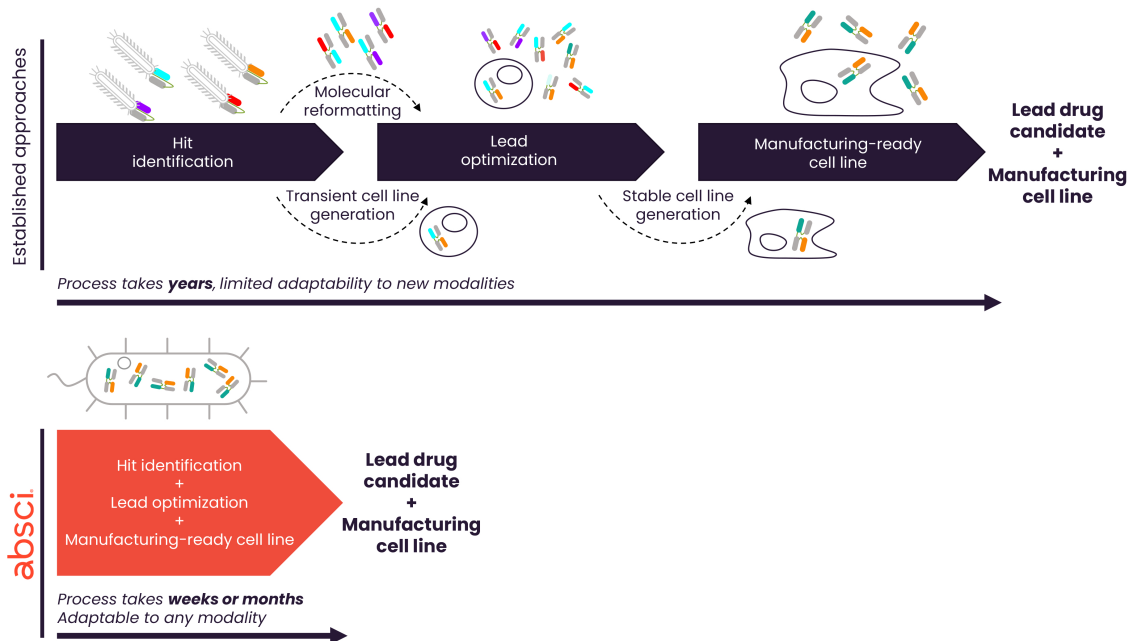 Established approaches
Molecular
reformatting
Hit
identification
Lead
optimization
Manufacturing-ready
cell line
Lead drug
candidate
+
Manufacturing
cell line
Transient cell line
generation
Stable cell line
generation
Process takes years, limited adaptability to new modalities
absci
Hit identification
+
Lead optimization
+
Manufacturing-ready cell line
Lead drug
candidate
+
Manufacturing
cell line
Process takes weeks or months
Adaptable to any modality